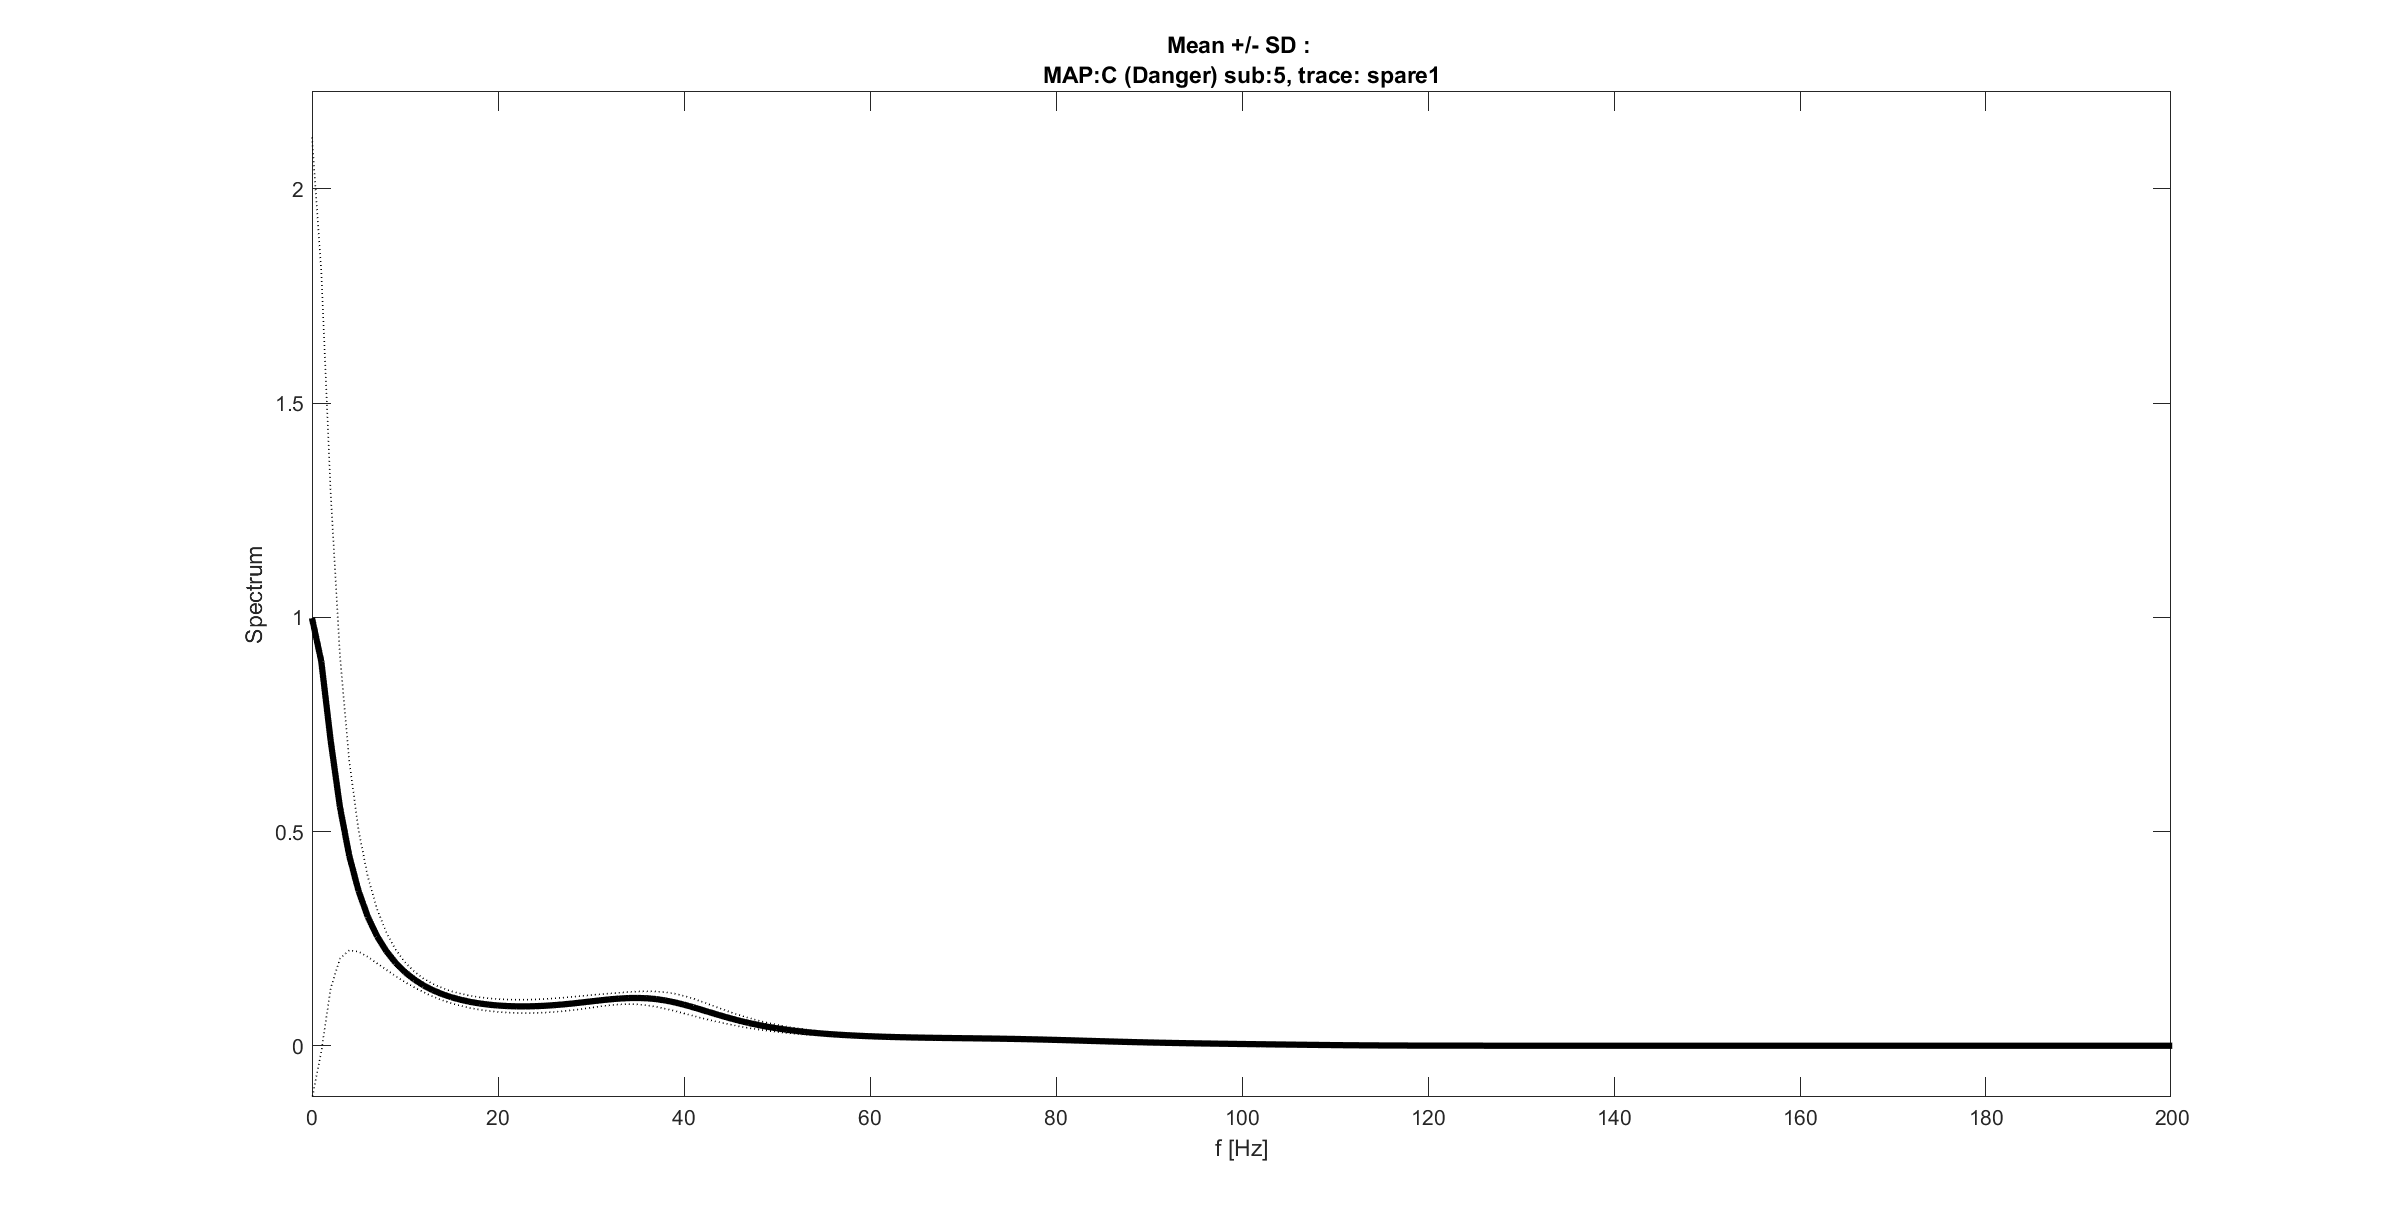 Mean +/- SD :
MAP:C (Danger) sub:5, trace: spare1
2
1.5
1
0.5
0
Spectrum
0 20 40 60 80 100 120 140 160 180 200
f [Hz]